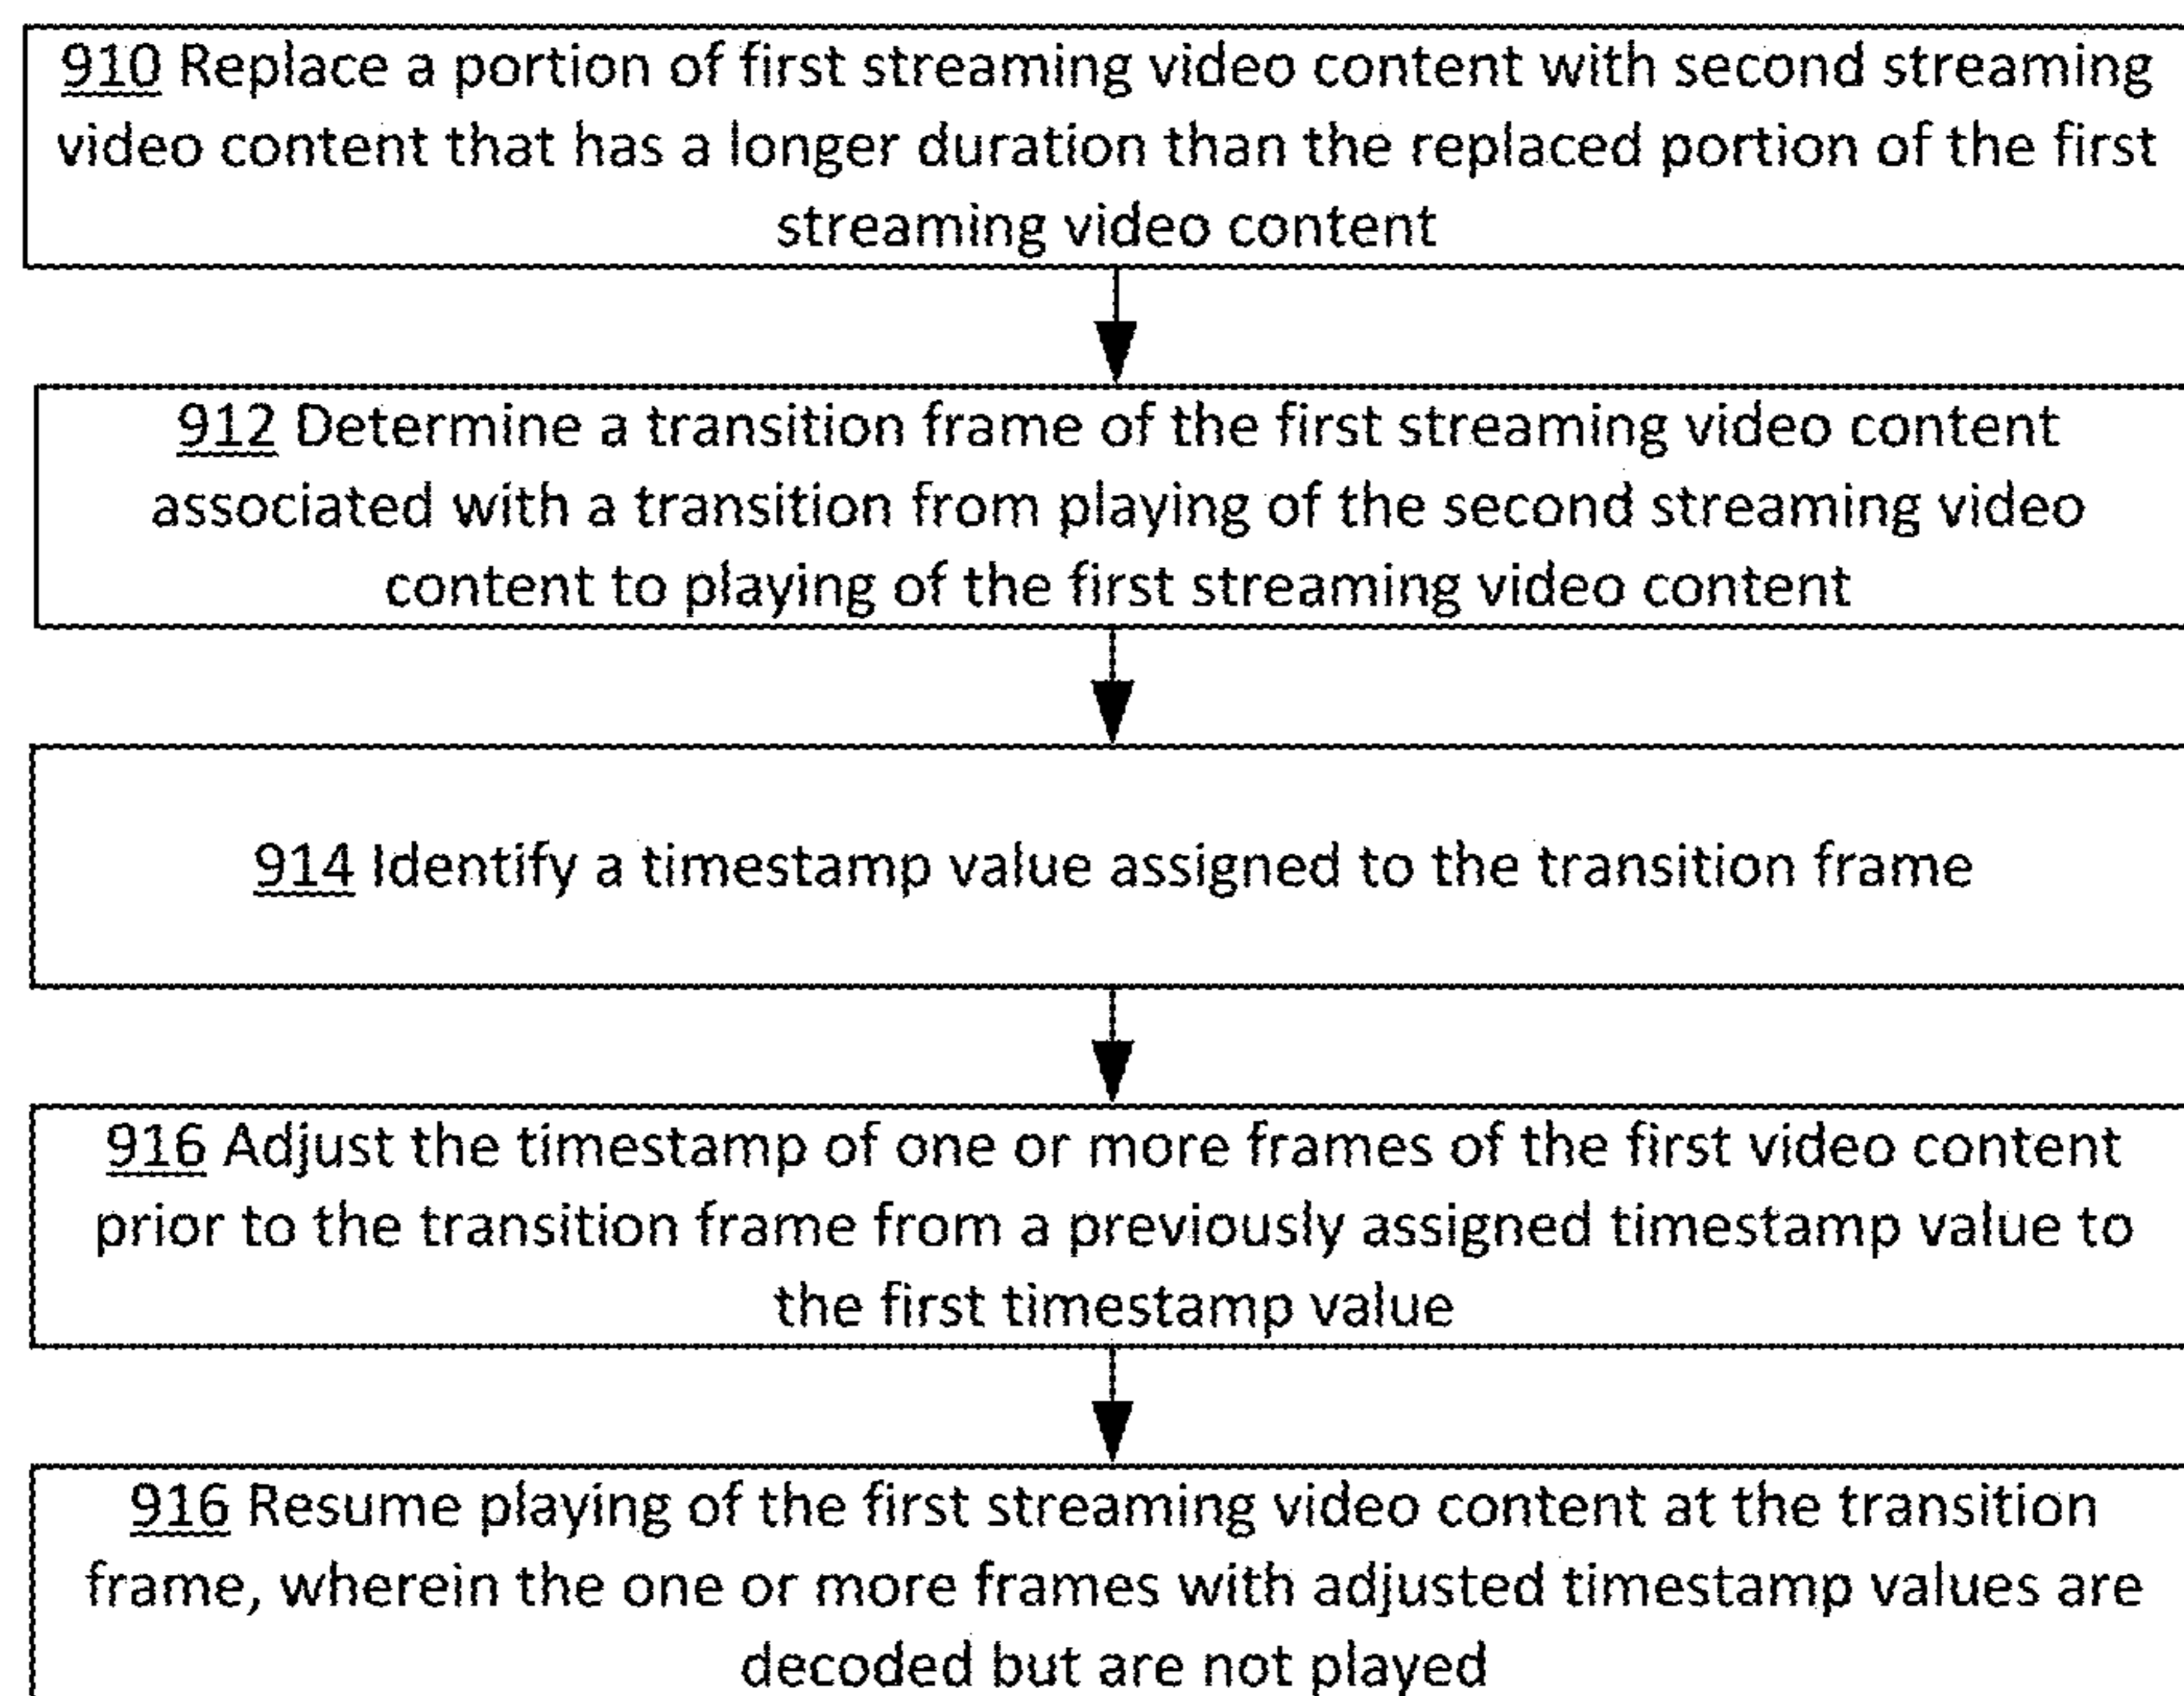 910 Replace a portion of first streaming video content with second streaming
video content that has a longer duration than the replaced portion of the first
streaming video content
912 Determine a transition frame of the first streaming video content
associated with a transition from playing of the second streaming video
content to playing of the first streaming video content
914 Identify a timestamp value assigned to the transition frame
916 Adjust the timestamp of one or more frames of the first video content
prior to the transition frame from a previously assigned timestamp value to
the first timestamp value
916 Resume playing of the first streaming video content at the transition
frame, wherein the one or more frames with adjusted timestamp values are
decoded but are not played